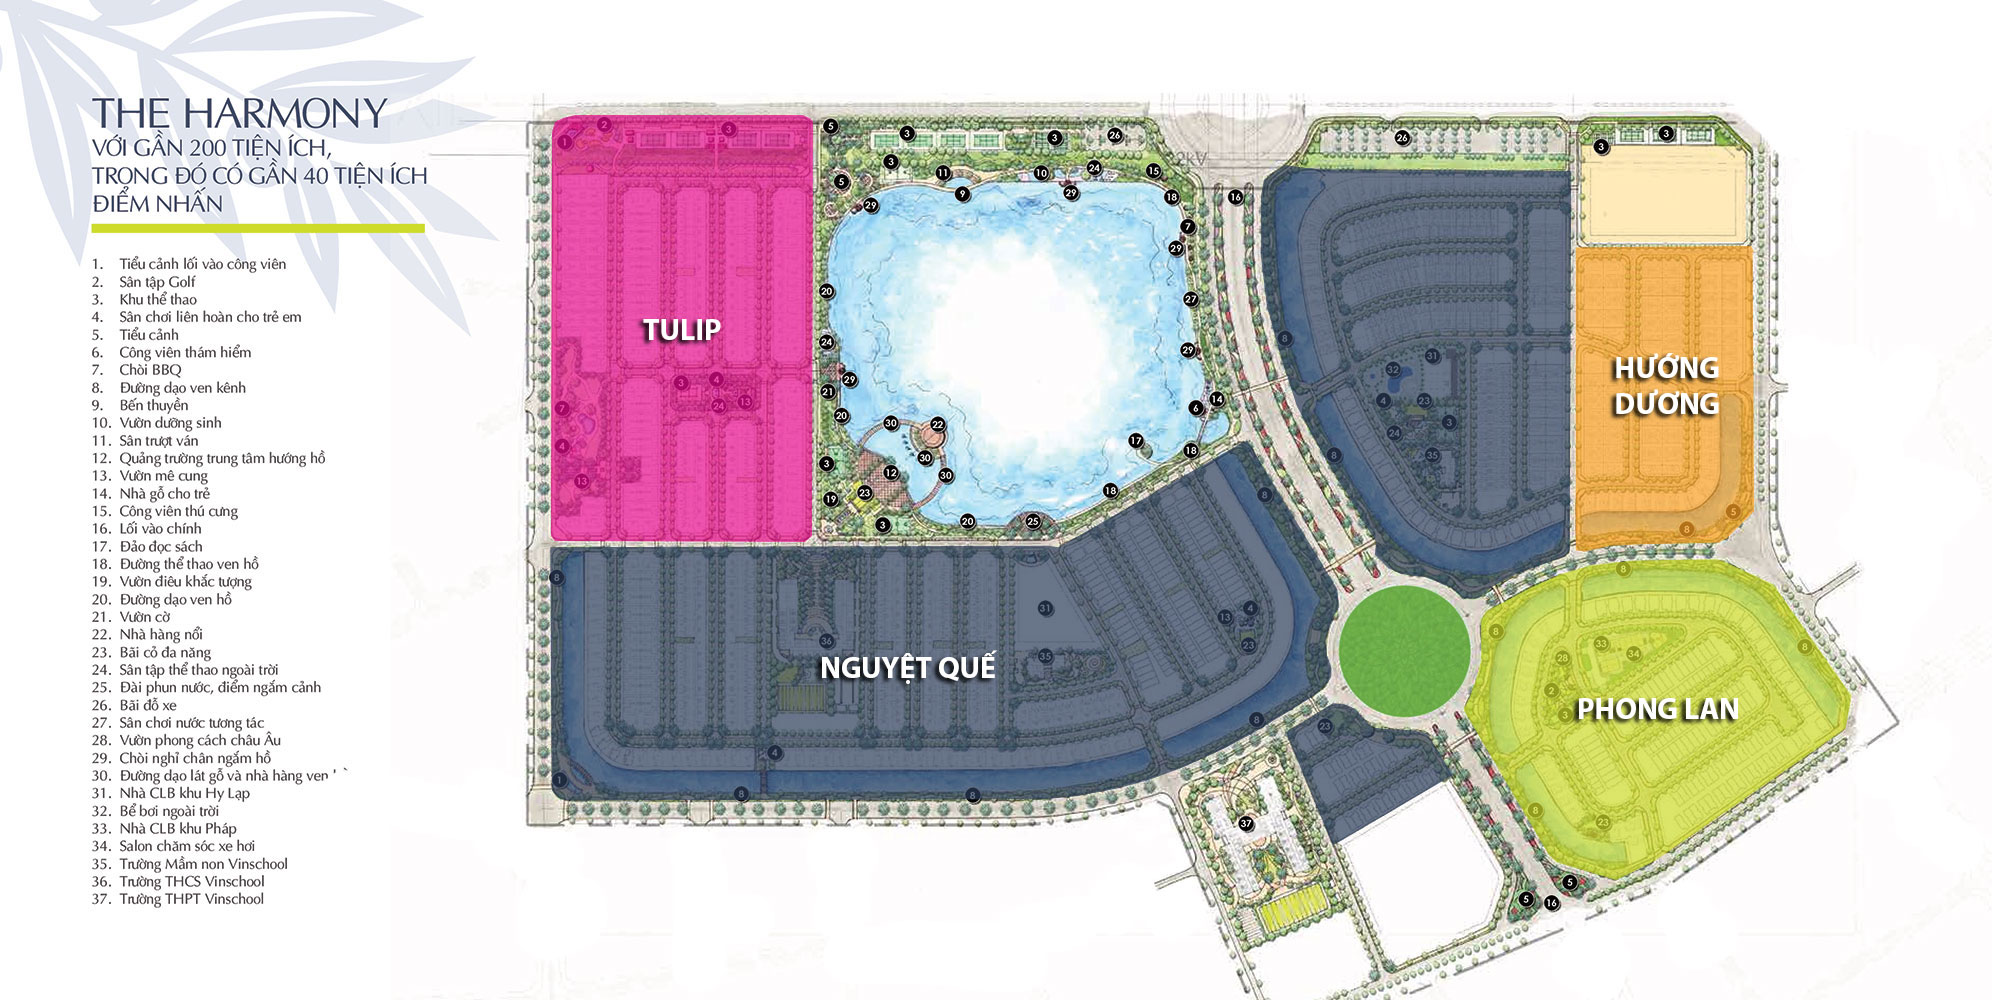 THE HARMONY
VỚI GẦN 200 TIỆN ÍCH,
TRONG ĐÓ CÓ GẦN 40 TIỆN ÍCH
ĐIỂM NHẤN
1. Tiểu cảnh lối vào công viên
2. Sân tập Golf
3. Khu thể thao
4. Sân chơi liên hoàn cho trẻ em
5. Tiểu cảnh
6. Công viên thám hiểm
7. Chòi BBQ
8. Đường dạo ven kênh
9. Bến thuyền
10. Vườn dưỡng sinh
11. Sân trượt ván
12. Quảng trường trung tâm hướng hồ
13. Vườn mê cung
14. Nhà gỗ cho trẻ
15. Công viên thú cưng
16. Lối vào chính
17. Đảo đọc sách
18. Đường thể thao ven hồ
19. Vườn điêu khắc tượng
20. Đường dạo ven hồ
21. Vườn cờ
22. Nhà hàng nổi
23. Bãi cỏ đa năng
24. Sân tập thể thao ngoài trời
25. Đài phun nước, điểm ngắm cảnh
26. Bãi đỗ xe
27. Sân chơi nước tương tác
28. Vườn phong cách châu Âu
29. Chòi nghỉ chân ngắm hồ
30. Đường dạo lát gỗ và nhà hàng ven
31. Nhà CLB khu Hy Lạp
32. Bể bơi ngoài trời
33. Nhà CLB khu Pháp
34. Salon chăm sóc xe hơi
35. Trường Mầm non Vinschool
36. Trường THCS Vinschool
37. Trường THPT Vinschool
TULIP
HƯỚNG
DƯƠNG
NGUYỆT QUẾ
PHONG LAN